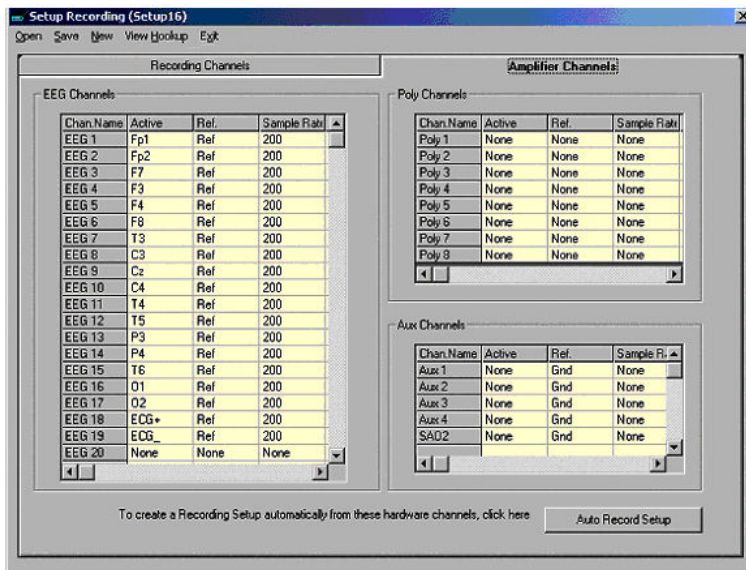 Setup Recording (Setup16)
Open Save New View Hookup Exit
Recording Channels
Amplifier Channels
EEG Channels
Chan.Name Active Ref. Sample Rate
EEG 1 Fp1 Ref 200
EEG 2 Fp2 Ref 200
EEG 3 F7 Ref 200
EEG 4 F3 Ref 200
EEG 5 F4 Ref 200
EEG 6 F8 Ref 200
EEG 7 T3 Ref 200
EEG 8 C3 Ref 200
EEG 9 Cz Ref 200
EEG 10 C4 Ref 200
EEG 11 T4 Ref 200
EEG 12 T5 Ref 200
EEG 13 P3 Ref 200
EEG 14 P4 Ref 200
EEG 15 T6 Ref 200
EEG 16 O1 Ref 200
EEG 17 O2 Ref 200
EEG 18 ECG+ Ref 200
EEG 19 ECG_ Ref 200
EEG 20 None None None
Poly Channels
Chan.Name Active Ref. Sample Rate
Poly 1 None None None
Poly 2 None None None
Poly 3 None None None
Poly 4 None None None
Poly 5 None None None
Poly 6 None None None
Poly 7 None None None
Poly 8 None None None
Aux Channels
Chan.Name Active Ref. Sample R
Aux 1 None Gnd None
Aux 2 None Gnd None
Aux 3 None Gnd None
Aux 4 None Gnd None
SAO2 None Gnd None
To create a Recording Setup automatically from these hardware channels, click here
Auto Record Setup